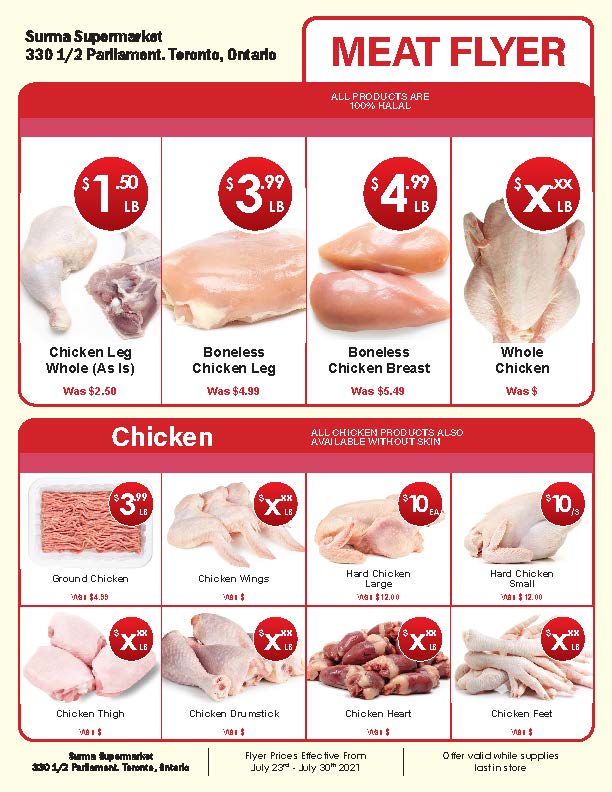 Surma Supermarket
330 1/2 Parliament. Toronto, Ontario
MEAT FLYER
ALL PRODUCTS ARE
100% HALAL
$1.50 LB
$3.99 LB
$4.99 LB
$X.XX LB
Chicken Leg
Whole (As Is)
Was $2.50
Boneless
Chicken Leg
Was $4.99
Boneless
Chicken Breast
Was $5.49
Whole
Chicken
Was $
Chicken
ALL CHICKEN PRODUCTS ALSO
AVAILABLE WITHOUT SKIN
$3.99 LB
$X.XX LB
$10 EA.
$10/3
Ground Chicken
Was $4.99
Chicken Wings
Was $
Hard Chicken
Large
Was $12.00
Hard Chicken
Small
Was $12.00
$X.XX LB
$X.XX LB
$X.XX LB
$X.XX LB
Chicken Thigh
Was $
Chicken Drumstick
Was $
Chicken Heart
Was $
Chicken Feet
Was $
Surma Supermarket
330 1/2 Parliament. Toronto, Ontario
Flyer Prices Effective From
July 23rd - July 30th 2021
Offer valid while supplies
last in store